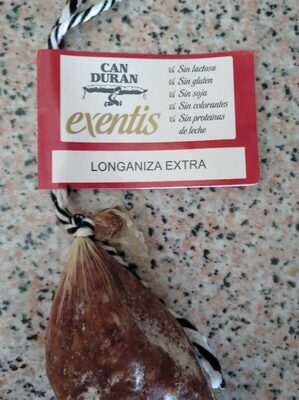 CAN
DURAN
exentis
Sin lactosa
Sin gluten
Sin soja
Sin colorantes
Sin proteínas
de leche
LONGANIZA EXTRA